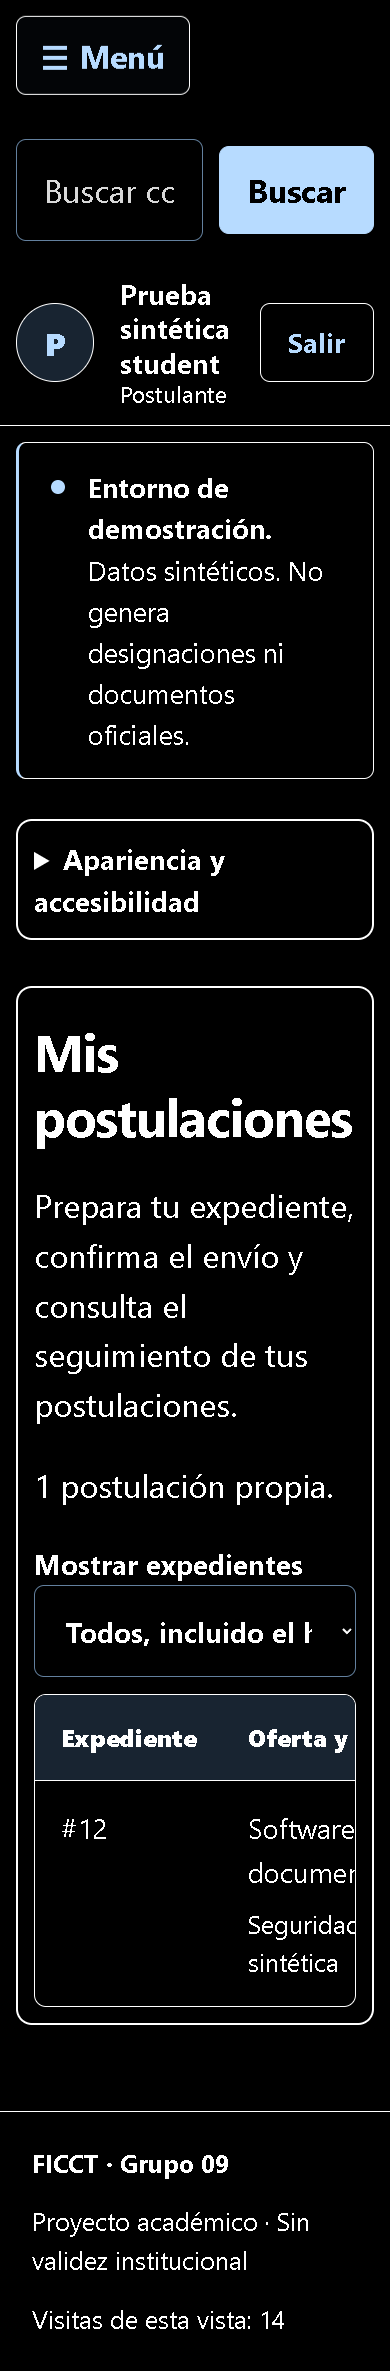 ☰ Menú
Buscar cc
Buscar
P
Prueba
sintética
student
Postulante
Salir
Entorno de
demostración.
Datos sintéticos. No
genera
designaciones ni
documentos
oficiales.
▶ Apariencia y
accesibilidad
Mis
postulaciones
Prepara tu expediente,
confirma el envío y
consulta el
seguimiento de tus
postulaciones.
1 postulación propia.
Mostrar expedientes
Todos, incluido el
Expediente
Oferta y
#12
Software
documen
Seguridad
sintética
FICCT · Grupo 09
Proyecto académico · Sin
validez institucional
Visitas de esta vista: 14